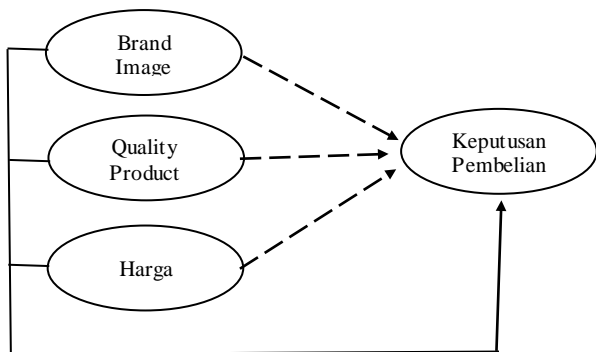 Brand
Image
Quality
Product
Harga
Keputusan
Pembelian